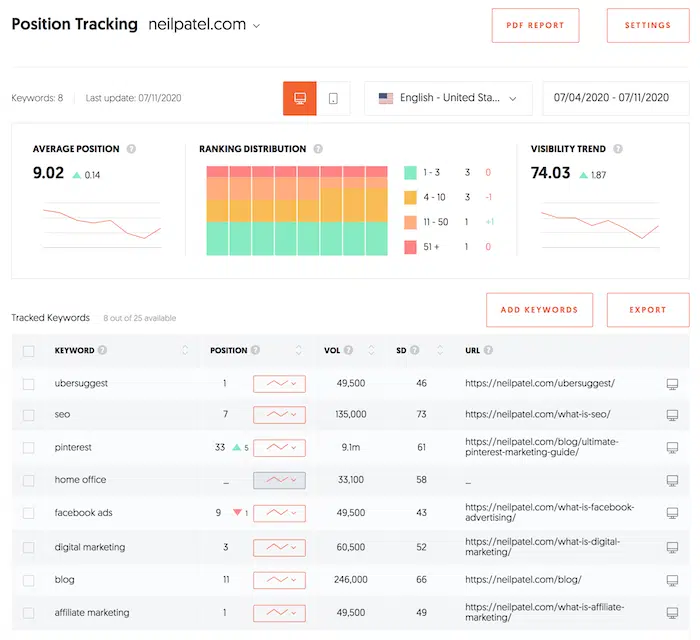 Position Tracking neilpatel.com
PDF REPORT
SETTINGS
Keywords: 8
Last update: 07/11/2020
English - United Sta...
07/04/2020 - 07/11/2020
AVERAGE POSITION ?
9.02 0.14
RANKING DISTRIBUTION ?
1 - 3 3 0
4 - 10 3 -1
11 - 50 1 +1
51 + 1 0
VISIBILITY TREND ?
74.03 1.87
Tracked Keywords 8 out of 25 available
ADD KEYWORDS
EXPORT
KEYWORD ? POSITION ? VOL ? SD ? URL ?
ubersuggest 1 49,500 46 https://neilpatel.com/ubersuggest/
seo 7 135,000 73 https://neilpatel.com/what-is-seo/
pinterest 33 5 9.1m 61 https://neilpatel.com/blog/ultimate-
pinterest-marketing-guide/
home office _ 33,100 58 _
facebook ads 9 1 49,500 43 https://neilpatel.com/what-is-facebook-
advertising/
digital marketing 3 60,500 52 https://neilpatel.com/what-is-digital-
marketing/
blog 11 246,000 66 https://neilpatel.com/blog/
affiliate marketing 1 49,500 49 https://neilpatel.com/what-is-affiliate-
marketing/